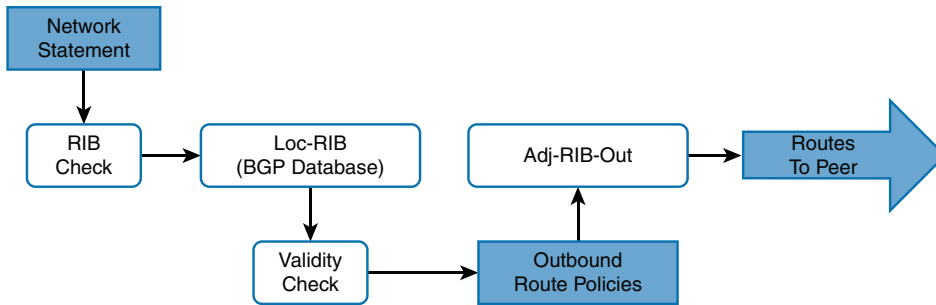 Network
Statement
RIB
Check
Loc-RIB
(BGP Database)
Validity
Check
Outbound
Route Policies
Adj-RIB-Out
Routes
To Peer